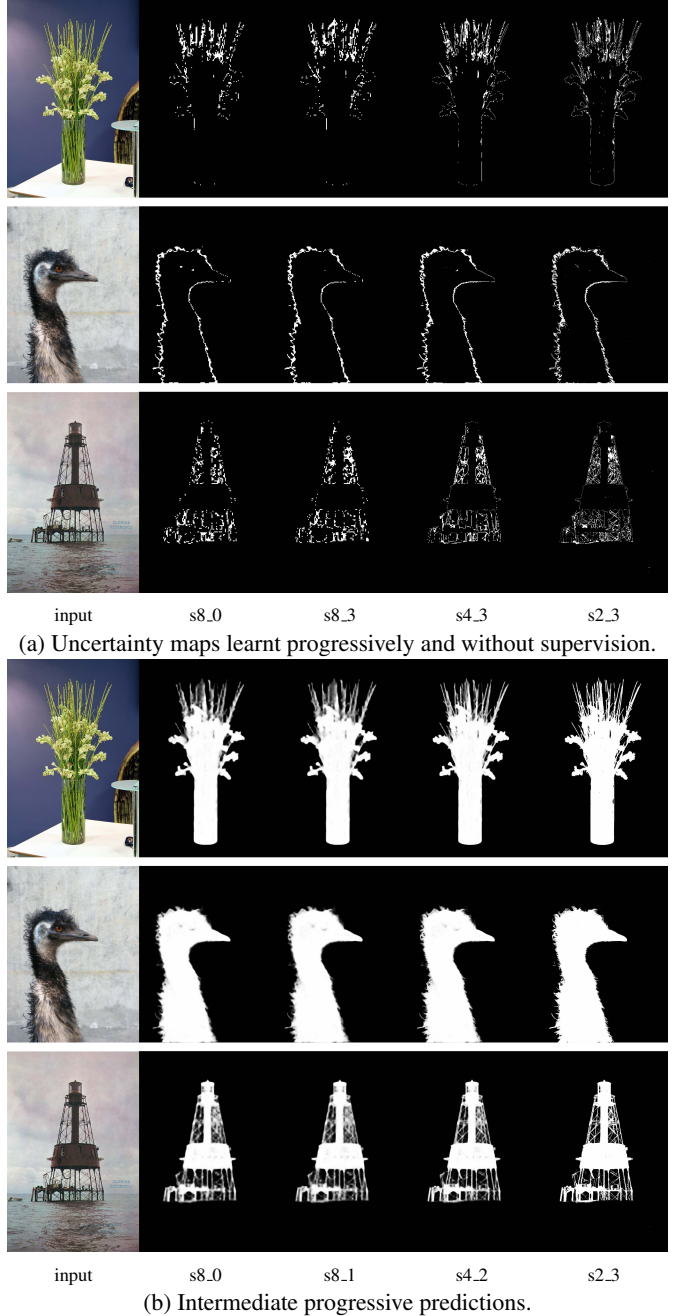 input s8_0 s8_3 s4_3 s2_3
(a) Uncertainty maps learnt progressively and without supervision.
input s8_0 s8_1 s4_2 s2_3
(b) Intermediate progressive predictions.